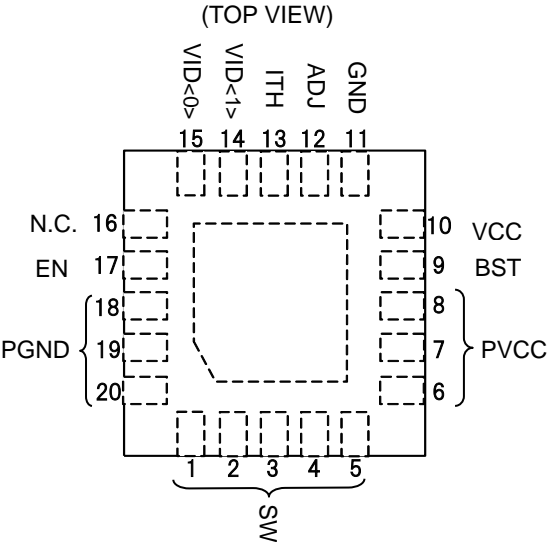 (TOP VIEW)
VID<0>
VID<1>
ITH
ADJ
GND
15 14 13 12 11
N.C. 16
10 VCC
EN 17
9 BST
18
8
PGND 19
7 PVCC
20
6
1 2 3 4 5
SW